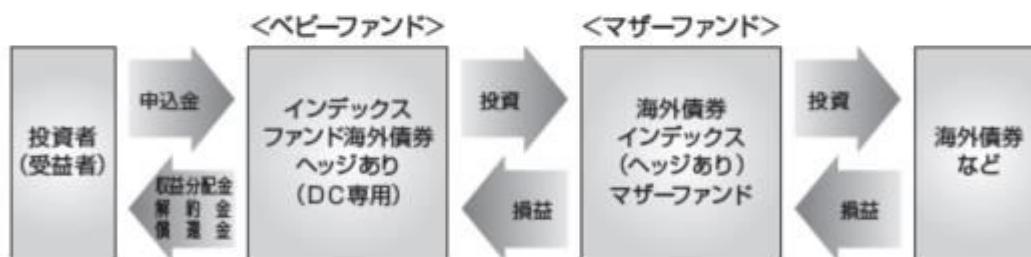 <ベビーファンド>
<マザーファンド>
投資者
(受益者)
申込金
収益分配金
解約金
償還金
インデックス
ファンド海外債券
ヘッジあり
(DC専用)
投資
損益
海外債券
インデックス
(ヘッジあり)
マザーファンド
投資
損益
海外債券
など